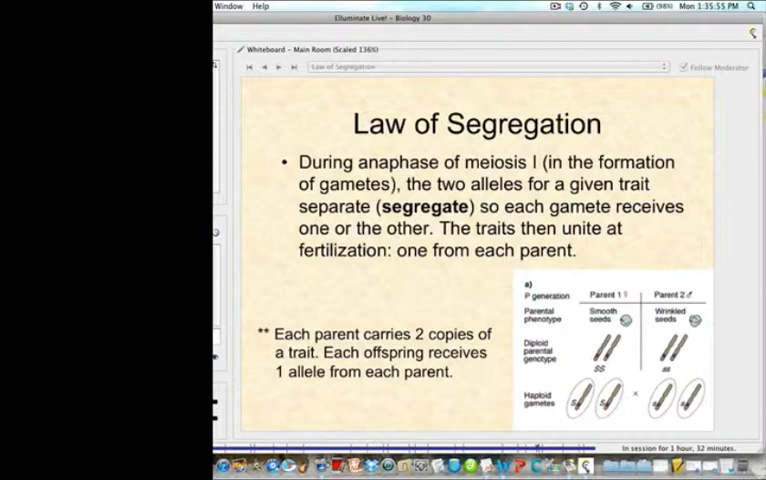 Window Help
(98%) Mon 1:35:55 PM
Elluminate Live! - Biology 30
Whiteboard - Main Room (Scaled 136%)
Law of Segregation
Follow Moderator
Law of Segregation
• During anaphase of meiosis I (in the formation
of gametes), the two alleles for a given trait
separate (segregate) so each gamete receives
one or the other. The traits then unite at
fertilization: one from each parent.
** Each parent carries 2 copies of
a trait. Each offspring receives
1 allele from each parent.
a)
P generation Parent 1 ♀ Parent 2 ♂
Parental phenotype Smooth seeds Wrinkled seeds
Diploid parental genotype
SS ss
Haploid gametes S S × s s
In session for 1 hour, 32 minutes.